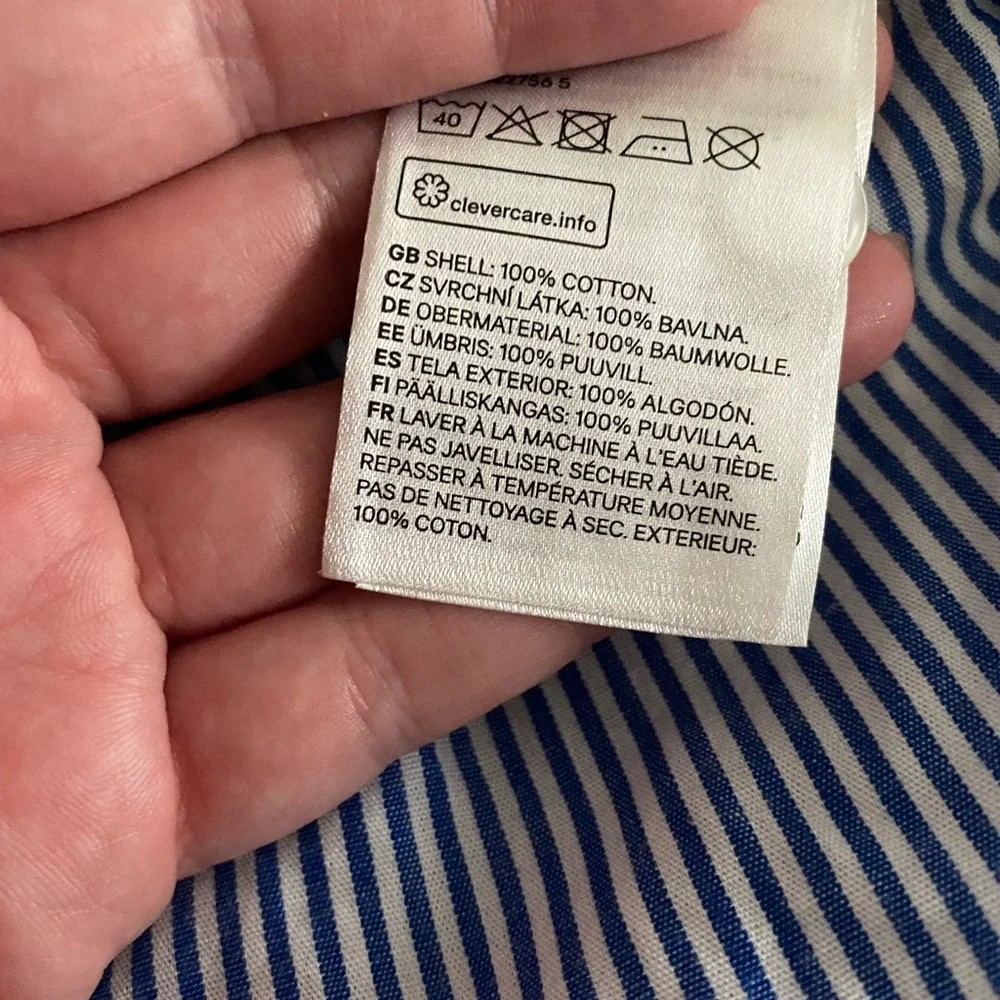 2756 5
40
clevercare.info
GB SHELL: 100% COTTON.
CZ SVRCHNÍ LÁTKA: 100% BAVLNA.
DE OBERMATERIAL: 100% BAUMWOLLE.
EE ÜMBRIS: 100% PUUVILL.
ES TELA EXTERIOR: 100% ALGODÓN.
FI PÄÄLLISKANGAS: 100% PUUVILLAA.
FR LAVER À LA MACHINE À L'EAU TIÈDE.
NE PAS JAVELLISER. SÉCHER À L'AIR.
REPASSER À TEMPÉRATURE MOYENNE.
PAS DE NETTOYAGE À SEC. EXTERIEUR:
100% COTON.